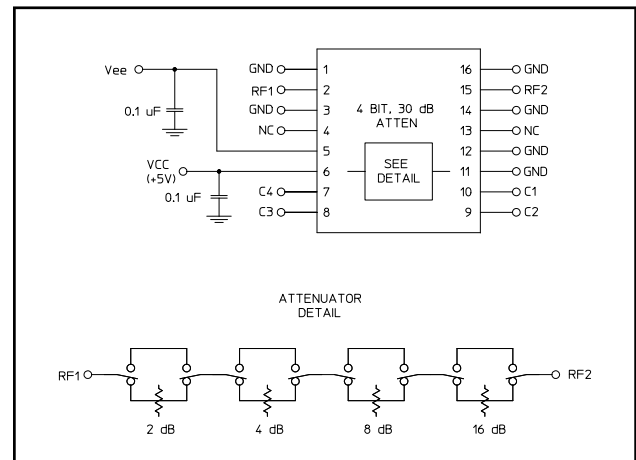 Vee
0.1 uF
VCC
(+5V)
0.1 uF
GND 1
RF1 2
GND 3
NC 4
5
6
C4 7
C3 8
4 BIT, 30 dB
ATTEN
SEE
DETAIL
16 GND
15 RF2
14 GND
13 NC
12 GND
11 GND
10 C1
9 C2
ATTENUATOR
DETAIL
RF1
RF2
2 dB 4 dB 8 dB 16 dB